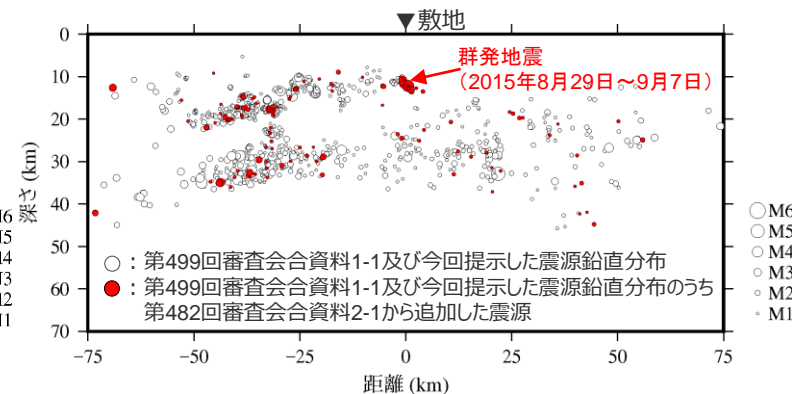 ▼敷地
群発地震
（2015年8月29日～9月7日）
0
10
20
30
40
50
60
70
深さ (km)
○：第499回審査会合資料1-1及び今回提示した震源鉛直分布
●：第499回審査会合資料1-1及び今回提示した震源鉛直分布のうち
第482回審査会合資料2-1から追加した震源
−75
−50
−25
0
25
50
75
距離 (km)
M6
M5
M4
M3
M2
M1